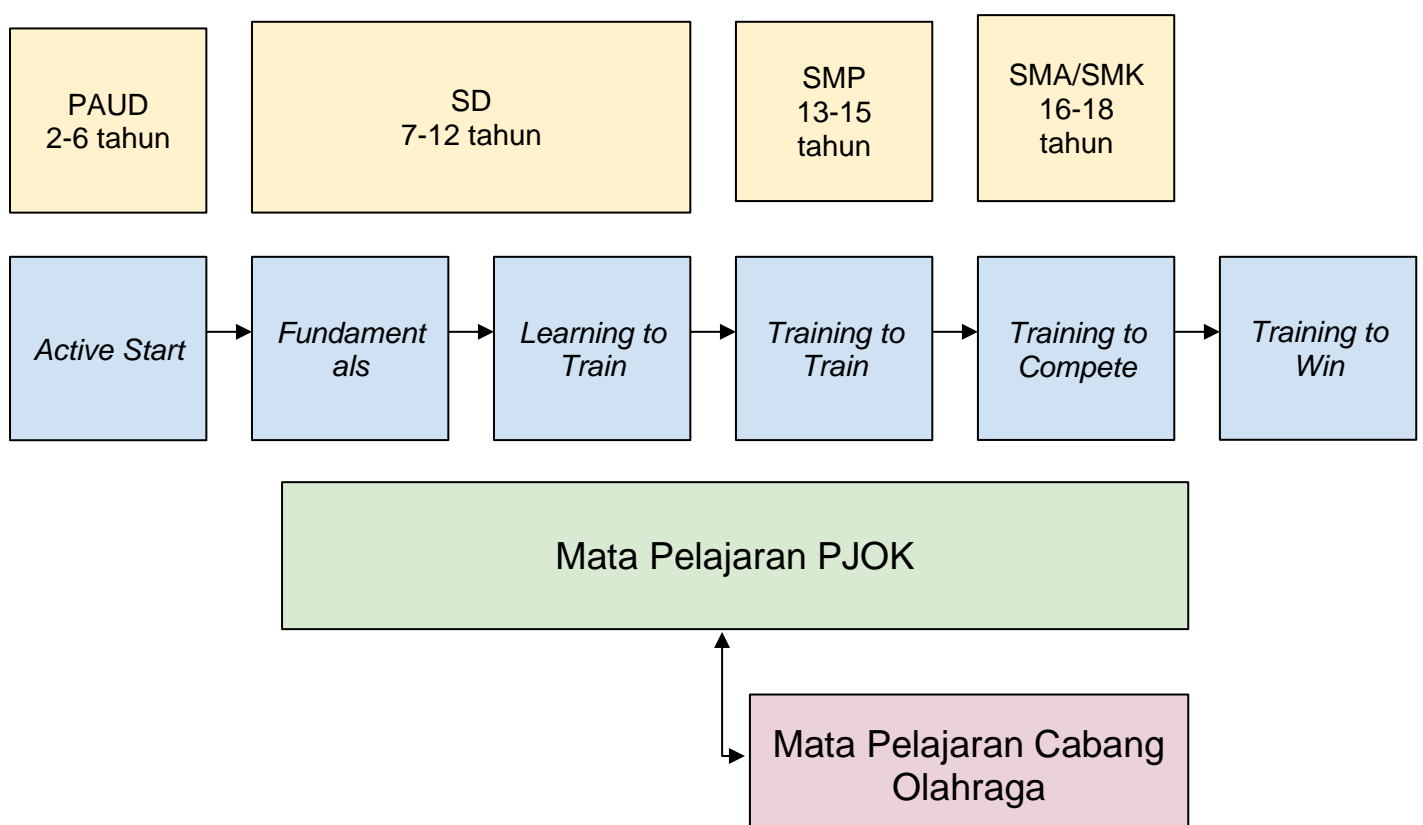 PAUD
2-6 tahun
SD
7-12 tahun
SMP
13-15
tahun
SMA/SMK
16-18
tahun
Active Start
Fundament
als
Learning to
Train
Training to
Train
Training to
Compete
Training to
Win
Mata Pelajaran PJOK
Mata Pelajaran Cabang
Olahraga